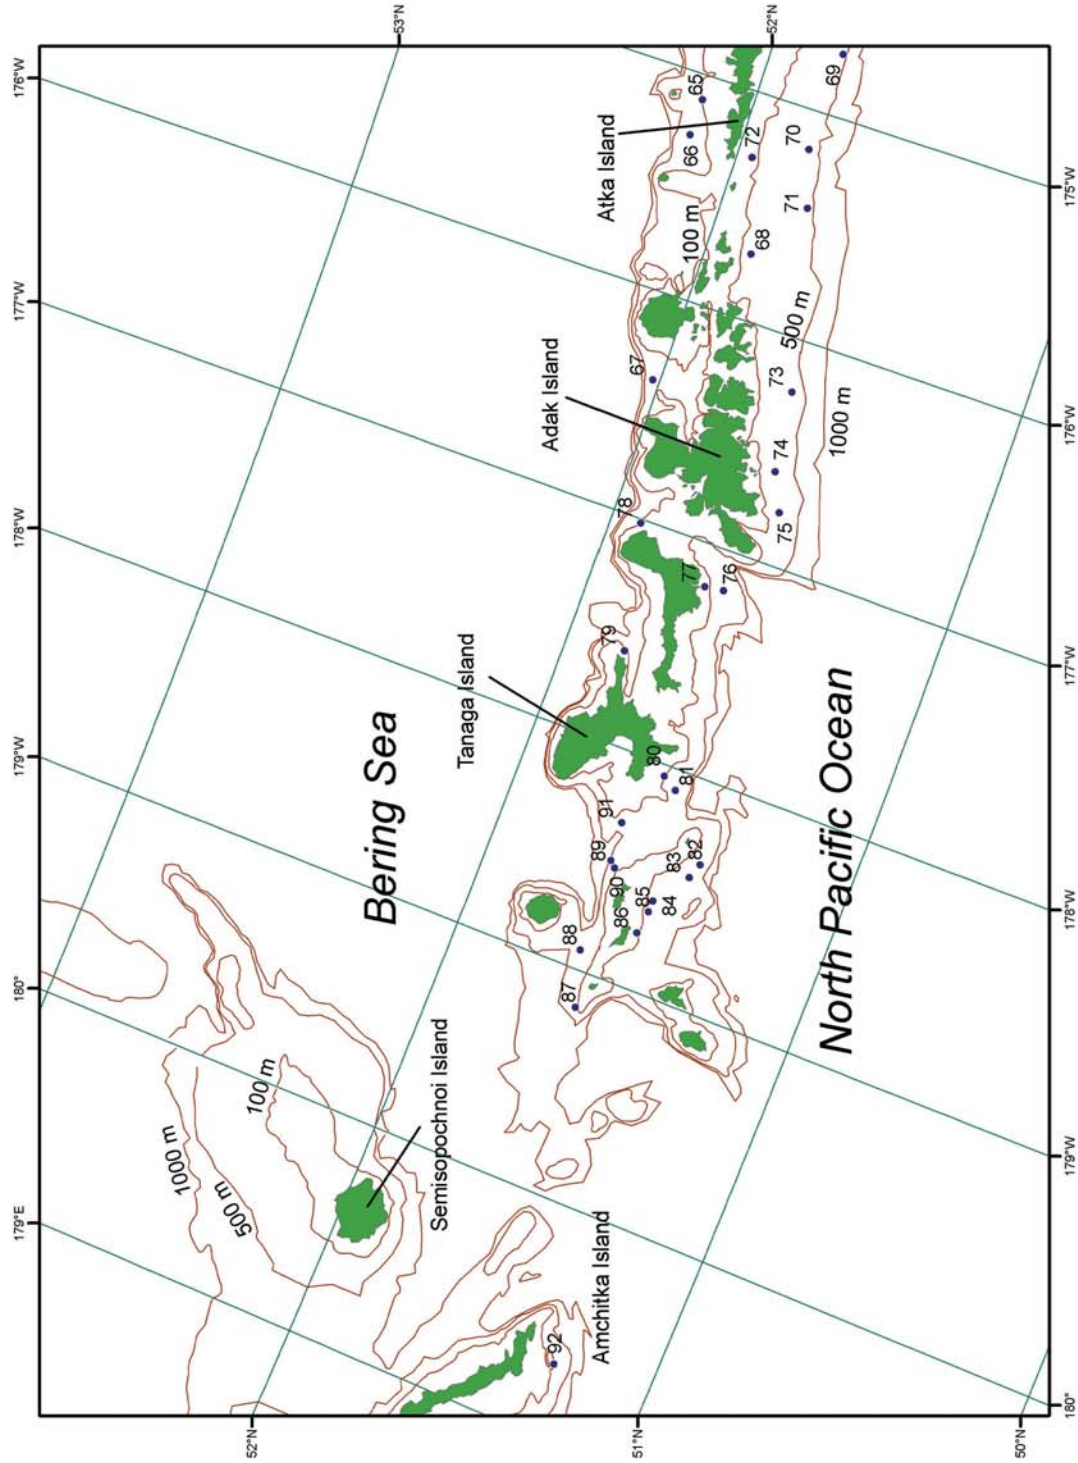 180°
179°E
180°
179°W
178°W
177°W
176°W
53°N
52°N
52°N
51°N
50°N
180°
179°W
178°W
177°W
176°W
175°W
Bering Sea
North Pacific Ocean
Semisopochnoi Island
Amchitka Island
Tanaga Island
Adak Island
Atka Island
1000 m
500 m
100 m
100 m
500 m
1000 m
65
66
67
68
69
70
71
72
73
74
75
76
77
78
79
80
81
82
83
84
85
86
87
88
89
90
91
92